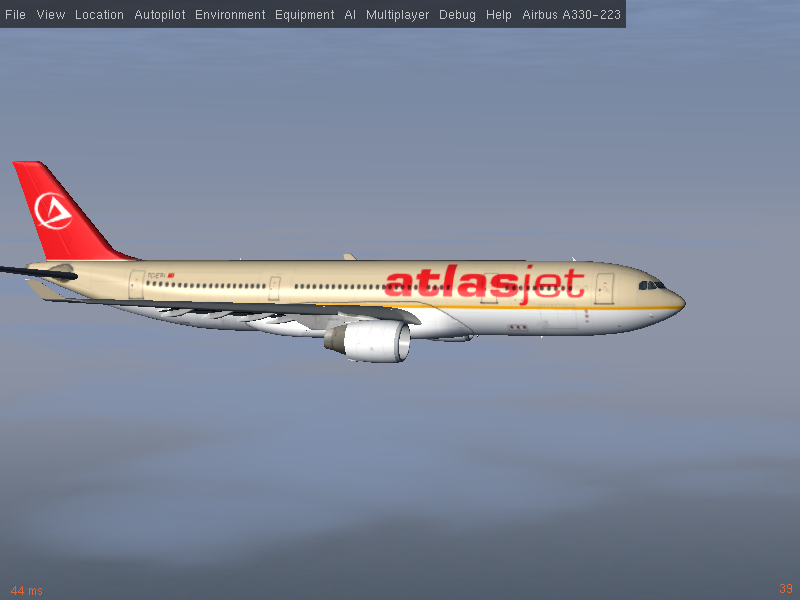 File View Location Autopilot Environment Equipment AI Multiplayer Debug Help Airbus A330-223
atlasjet
44 ms
39